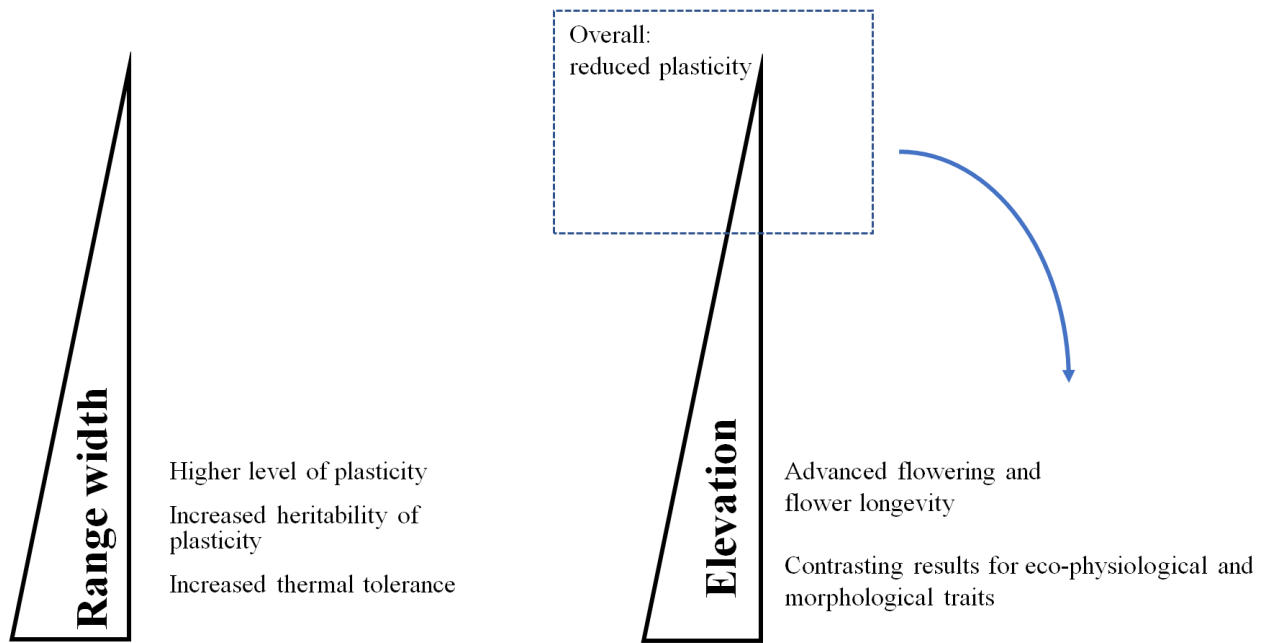 Overall:
reduced plasticity
Range width
Higher level of plasticity
Increased heritability of
plasticity
Increased thermal tolerance
Elevation
Advanced flowering and
flower longevity
Contrasting results for eco-physiological and
morphological traits